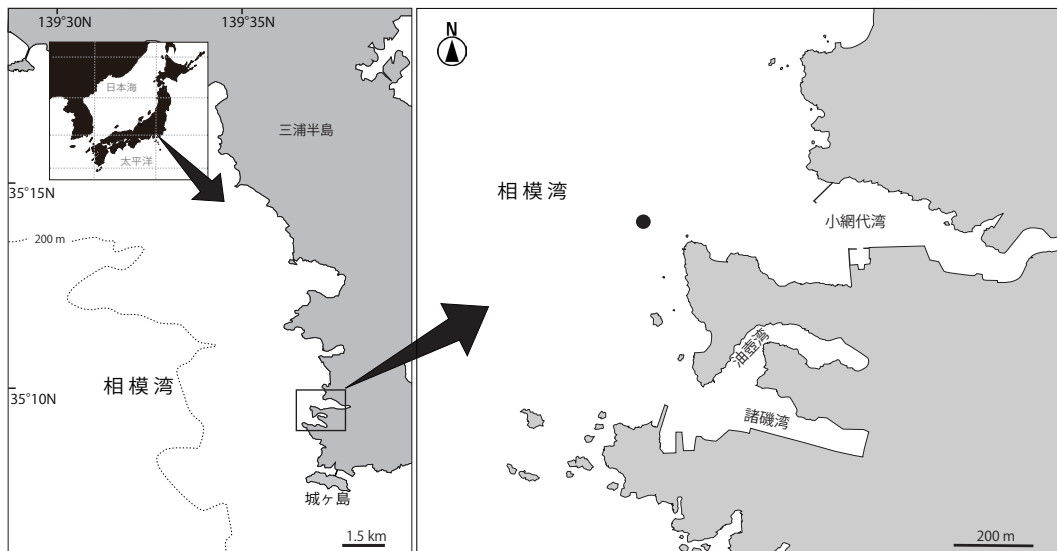 139°30N
139°35N
日本海
太平洋
三浦半島
35°15N
200 m
相模湾
35°10N
城ヶ島
1.5 km
N
相模湾
小網代湾
油壺湾
諸磯湾
200 m